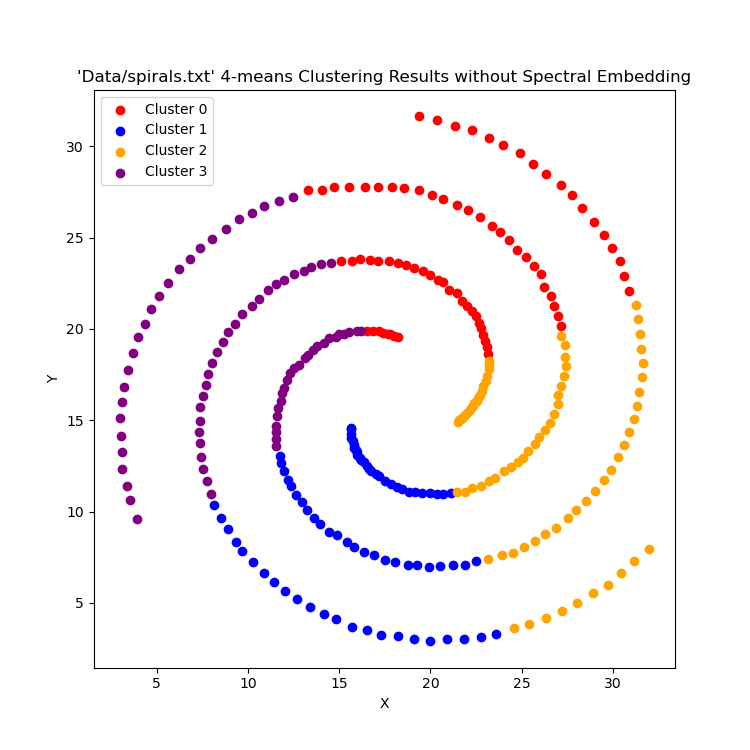 'Data/spirals.txt' 4-means Clustering Results without Spectral Embedding
Cluster 0
Cluster 1
Cluster 2
Cluster 3
30
25
20
15
10
5
Y
5 10 15 20 25 30
X